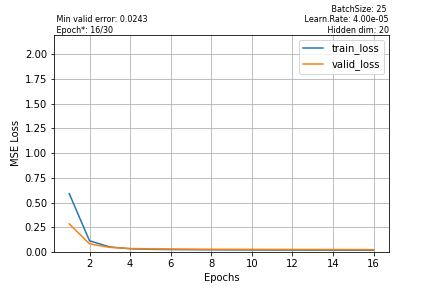 BatchSize: 25
Min valid error: 0.0243
Learn.Rate: 4.00e-05
Epoch*: 16/30
Hidden dim: 20
train_loss
valid_loss
2.00
1.75
1.50
1.25
1.00
0.75
0.50
0.25
0.00
MSE Loss
2 4 6 8 10 12 14 16
Epochs